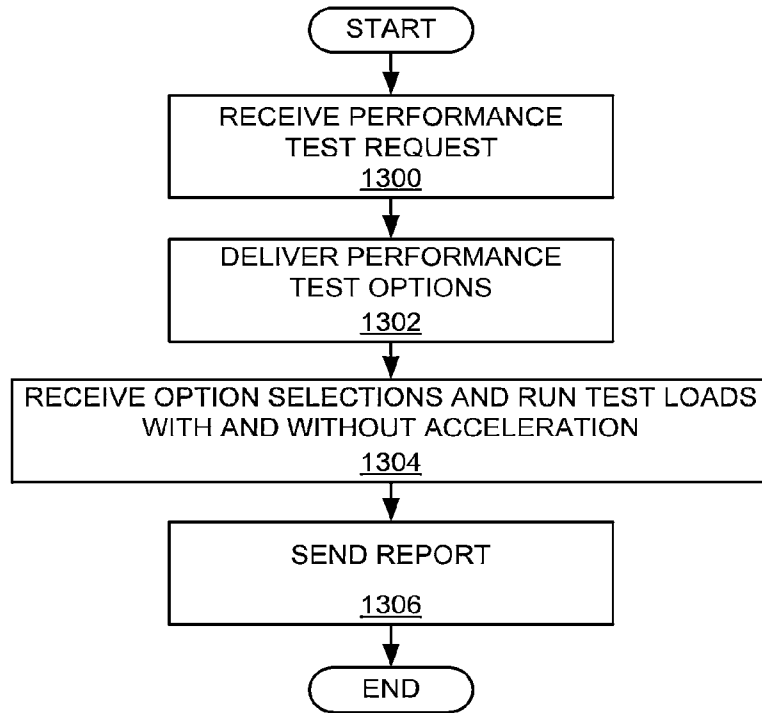 START
RECEIVE PERFORMANCE
TEST REQUEST
1300
DELIVER PERFORMANCE
TEST OPTIONS
1302
RECEIVE OPTION SELECTIONS AND RUN TEST LOADS
WITH AND WITHOUT ACCELERATION
1304
SEND REPORT
1306
END